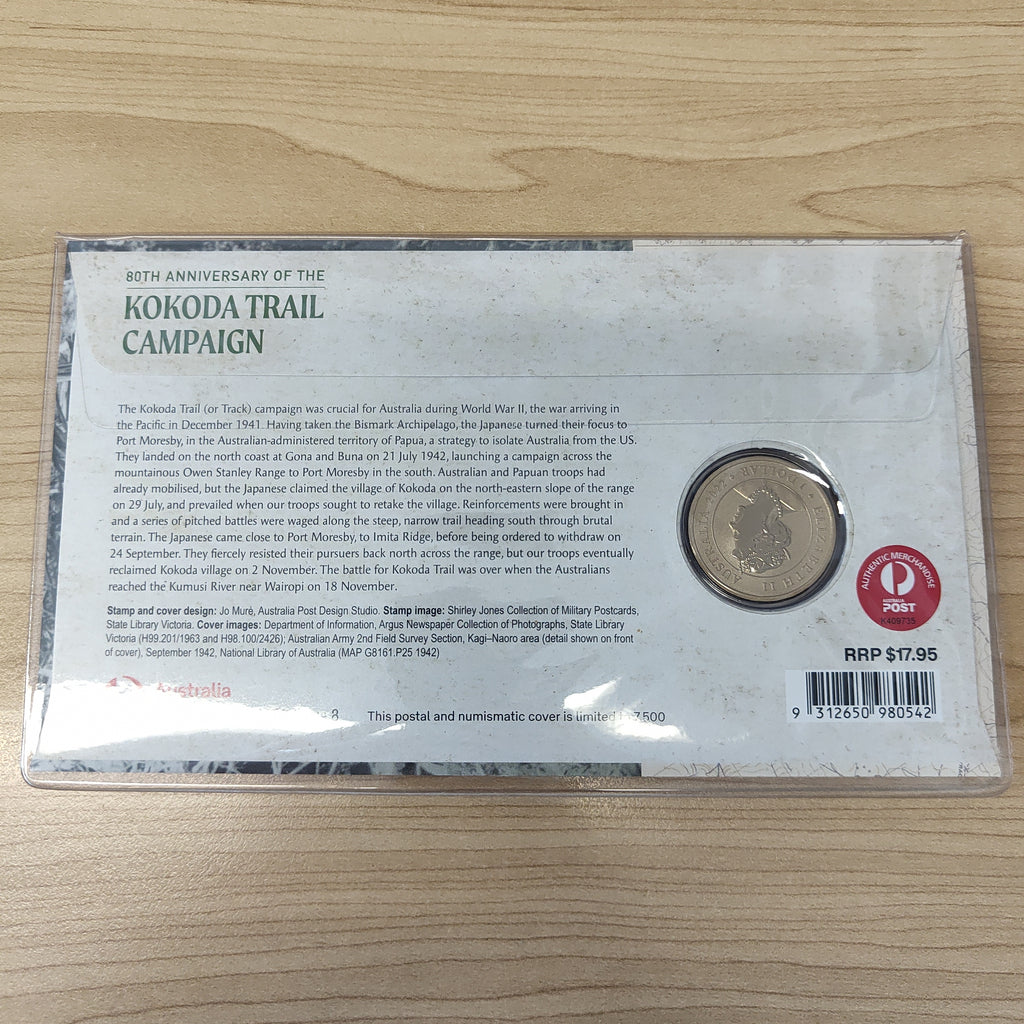 80TH ANNIVERSARY OF THE
KOKODA TRAIL
CAMPAIGN
The Kokoda Trail (or Track) campaign was crucial for Australia during World War II, the war arriving in
the Pacific in December 1941. Having taken the Bismark Archipelago, the Japanese turned their focus to
Port Moresby, in the Australian-administered territory of Papua, a strategy to isolate Australia from the US.
They landed on the north coast at Gona and Buna on 21 July 1942, launching a campaign across the
mountainous Owen Stanley Range to Port Moresby in the south. Australian and Papuan troops had
already mobilised, but the Japanese claimed the village of Kokoda on the north-eastern slope of the range
on 29 July, and prevailed when our troops sought to retake the village. Reinforcements were brought in
and a series of pitched battles were waged along the steep, narrow trail heading south through brutal
terrain. The Japanese came close to Port Moresby, to Imita Ridge, before being ordered to withdraw on
24 September. They fiercely resisted their pursuers back north across the range, but our troops eventually
reclaimed Kokoda village on 2 November. The battle for Kokoda Trail was over when the Australians
reached the Kumusi River near Wairopi on 18 November.
Stamp and cover design: Jo Muré, Australia Post Design Studio. Stamp image: Shirley Jones Collection of Military Postcards,
State Library Victoria. Cover images: Department of Information, Argus Newspaper Collection of Photographs, State Library
Victoria (H99.201/1963 and H98.100/2426); Australian Army 2nd Field Survey Section, Kagi–Naoro area (detail shown on front
of cover), September 1942, National Library of Australia (MAP G8161.P25 1942)
Australia
8 This postal and numismatic cover is limited 7,500
ELIZABETH II AUSTRALIA DOLLAR
AUTHENTIC MERCHANDISE
AUSTRALIA
POST
K409735
RRP $17.95
9 312650 980542